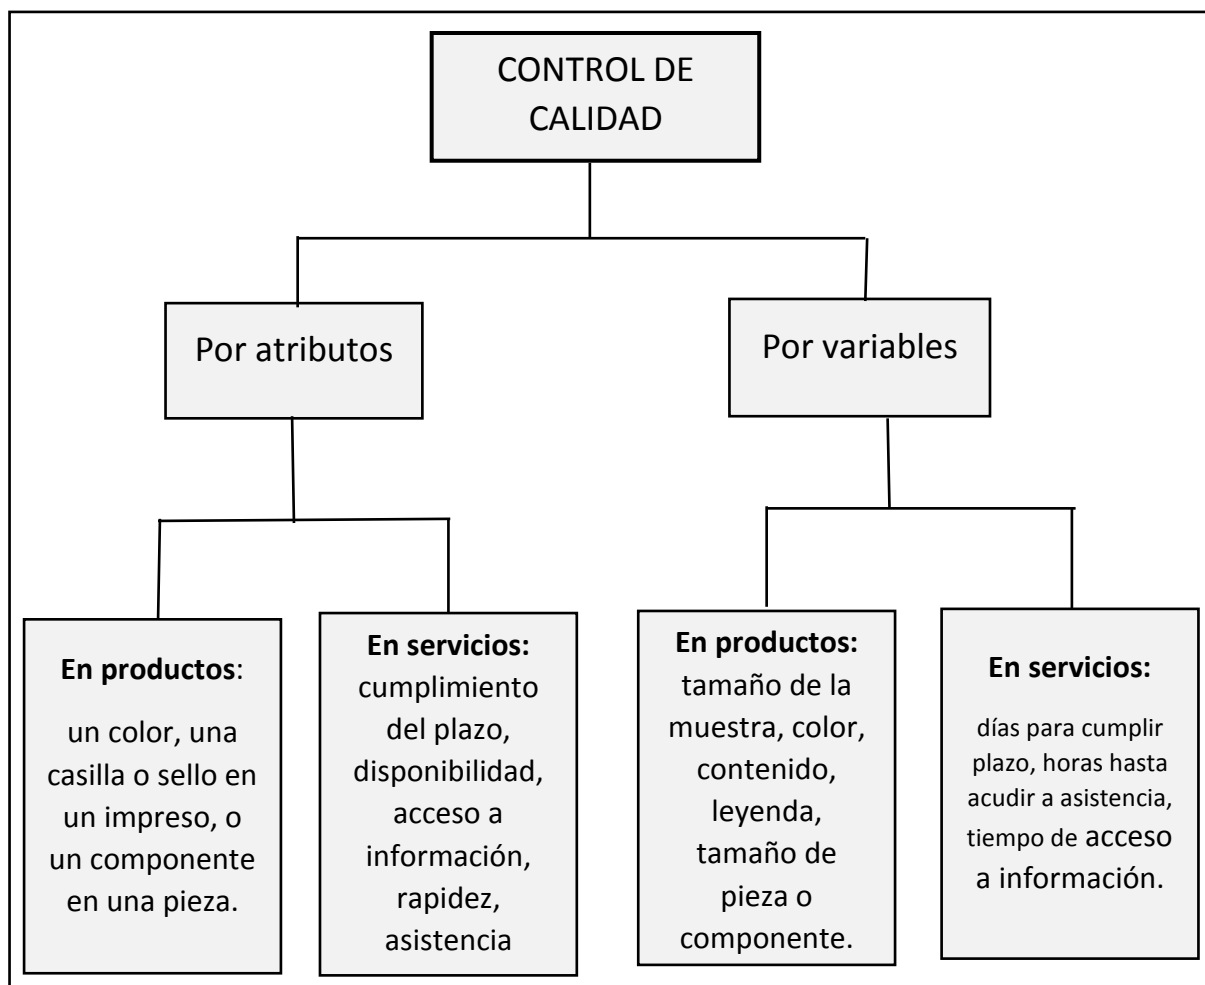 CONTROL DE
CALIDAD
Por atributos
Por variables
En productos:
un color, una
casilla o sello en
un impreso, o
un componente
en una pieza.
En servicios:
cumplimiento
del plazo,
disponibilidad,
acceso a
información,
rapidez,
asistencia
En productos:
tamaño de la
muestra, color,
contenido,
leyenda,
tamaño de
pieza o
componente.
En servicios:
días para cumplir
plazo, horas hasta
acudir a asistencia,
tiempo de acceso
a información.